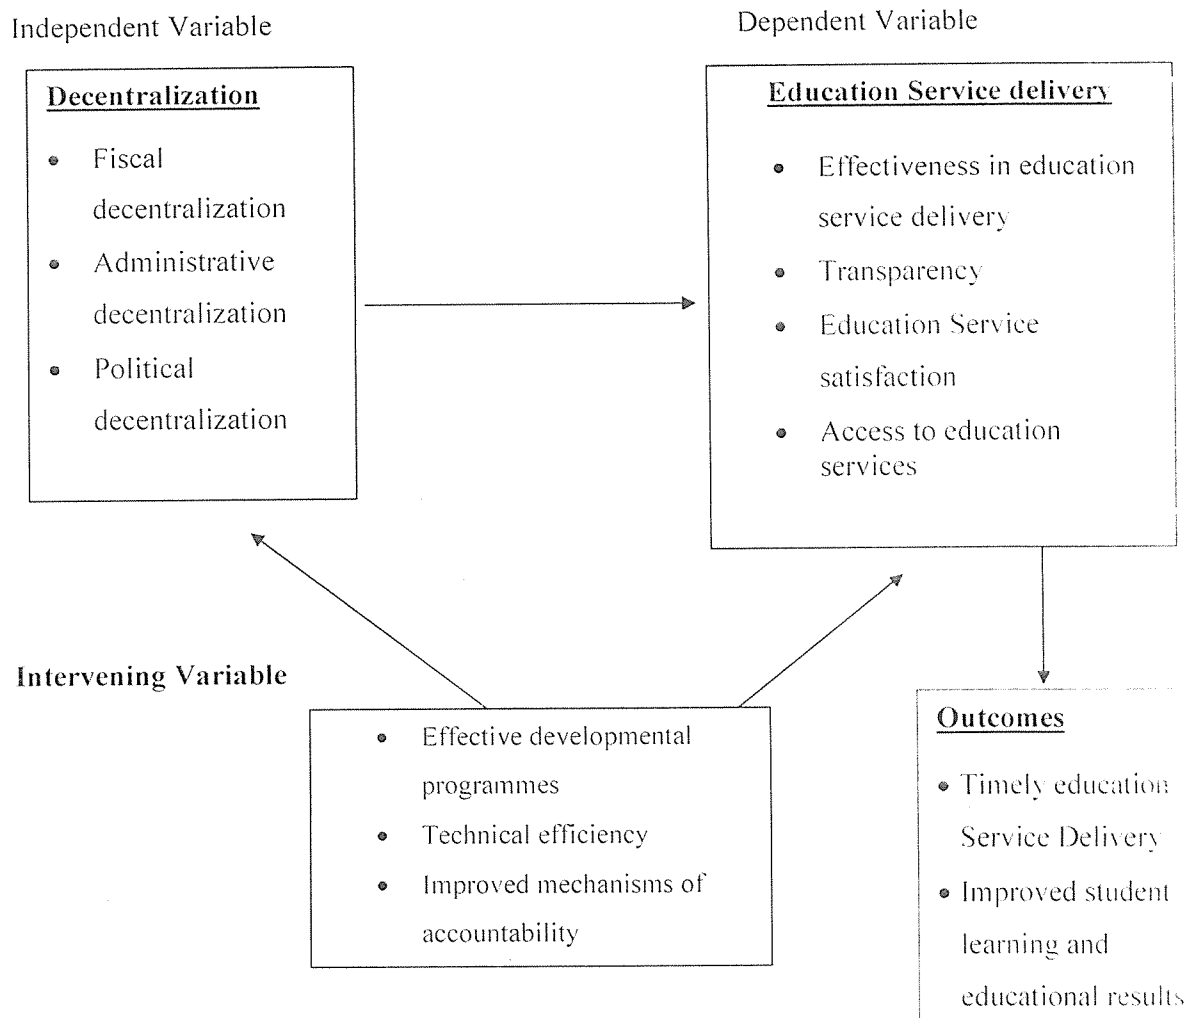 Independent Variable
Dependent Variable
Decentralization
• Fiscal
decentralization
• Administrative
decentralization
• Political
decentralization
Education Service delivery
• Effectiveness in education
service delivery
• Transparency
• Education Service
satisfaction
• Access to education
services
Intervening Variable
• Effective developmental
programmes
• Technical efficiency
• Improved mechanisms of
accountability
Outcomes
• Timely education
Service Delivery
• Improved student
learning and
educational results